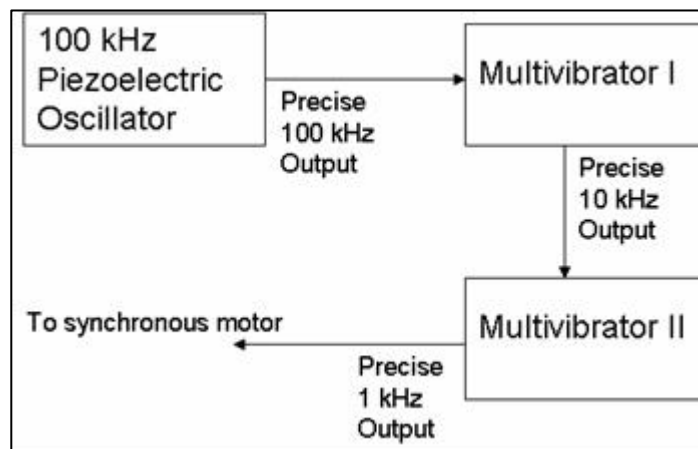 100 kHz
Piezoelectric
Oscillator
Precise
100 kHz
Output
Multivibrator I
Precise
10 kHz
Output
Multivibrator II
Precise
1 kHz
Output
To synchronous motor